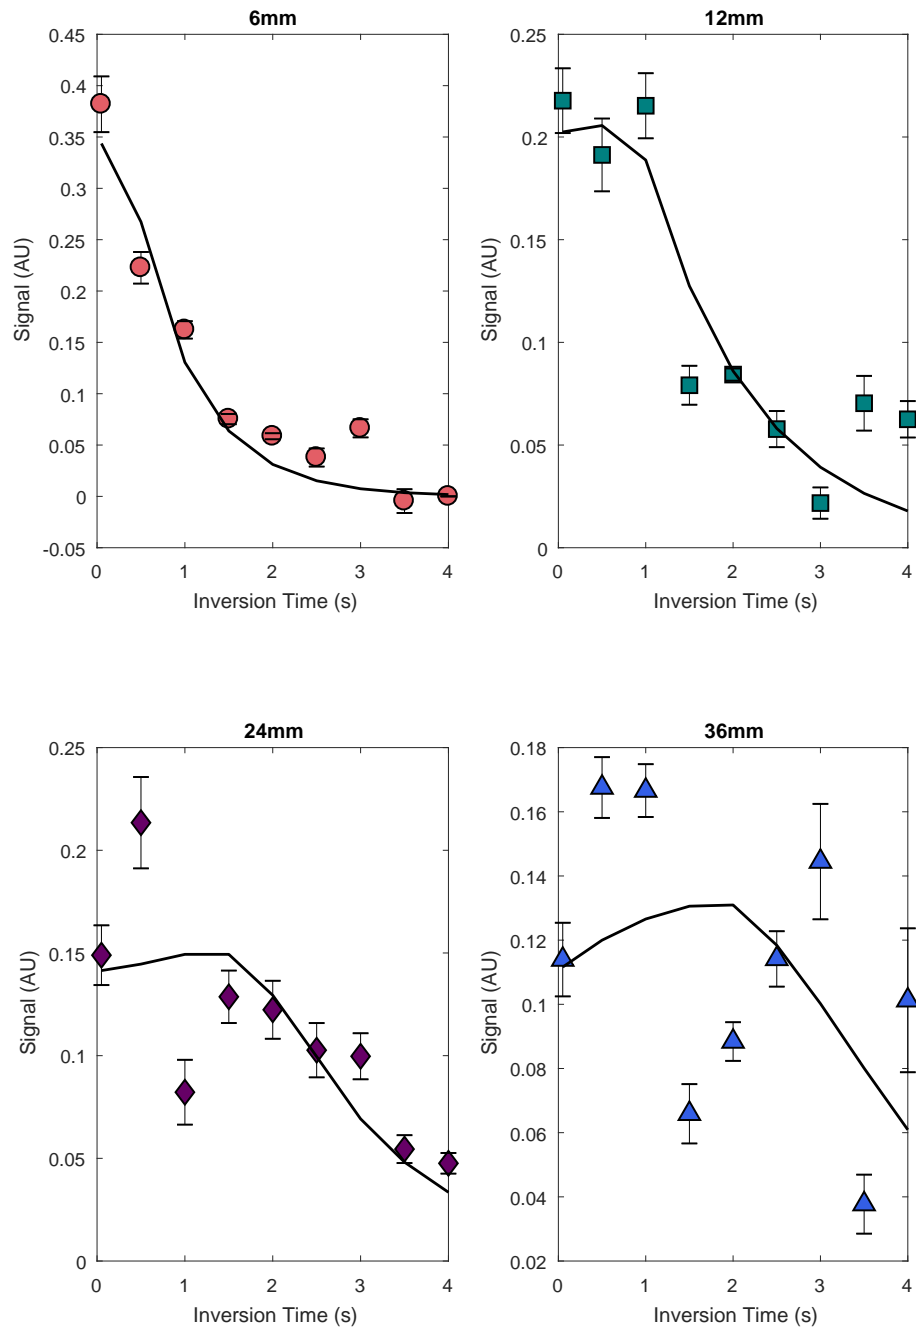 6mm
0.45
0.4
0.35
0.3
0.25
0.2
0.15
0.1
0.05
0
-0.05
Signal (AU)
0 1 2 3 4
Inversion Time (s)
12mm
0.25
0.2
0.15
0.1
0.05
0
Signal (AU)
0 1 2 3 4
Inversion Time (s)
24mm
0.25
0.2
0.15
0.1
0.05
0
Signal (AU)
0 1 2 3 4
Inversion Time (s)
36mm
0.18
0.16
0.14
0.12
0.1
0.08
0.06
0.04
0.02
Signal (AU)
0 1 2 3 4
Inversion Time (s)